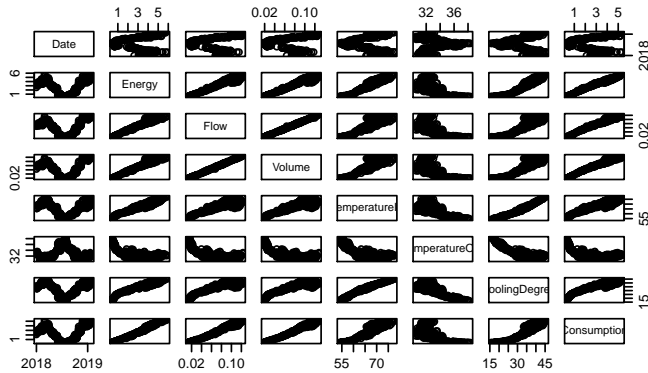 1 3 5
0.02 0.10
32 36
1 3 5
Date
2018
1 6
Energy
Flow
0.02
0.02
Volume
emperatureI
55
32
mperatureO
oolingDegre
15
1
Consumption
2018 2019
0.02 0.10
55 70
15 30 45